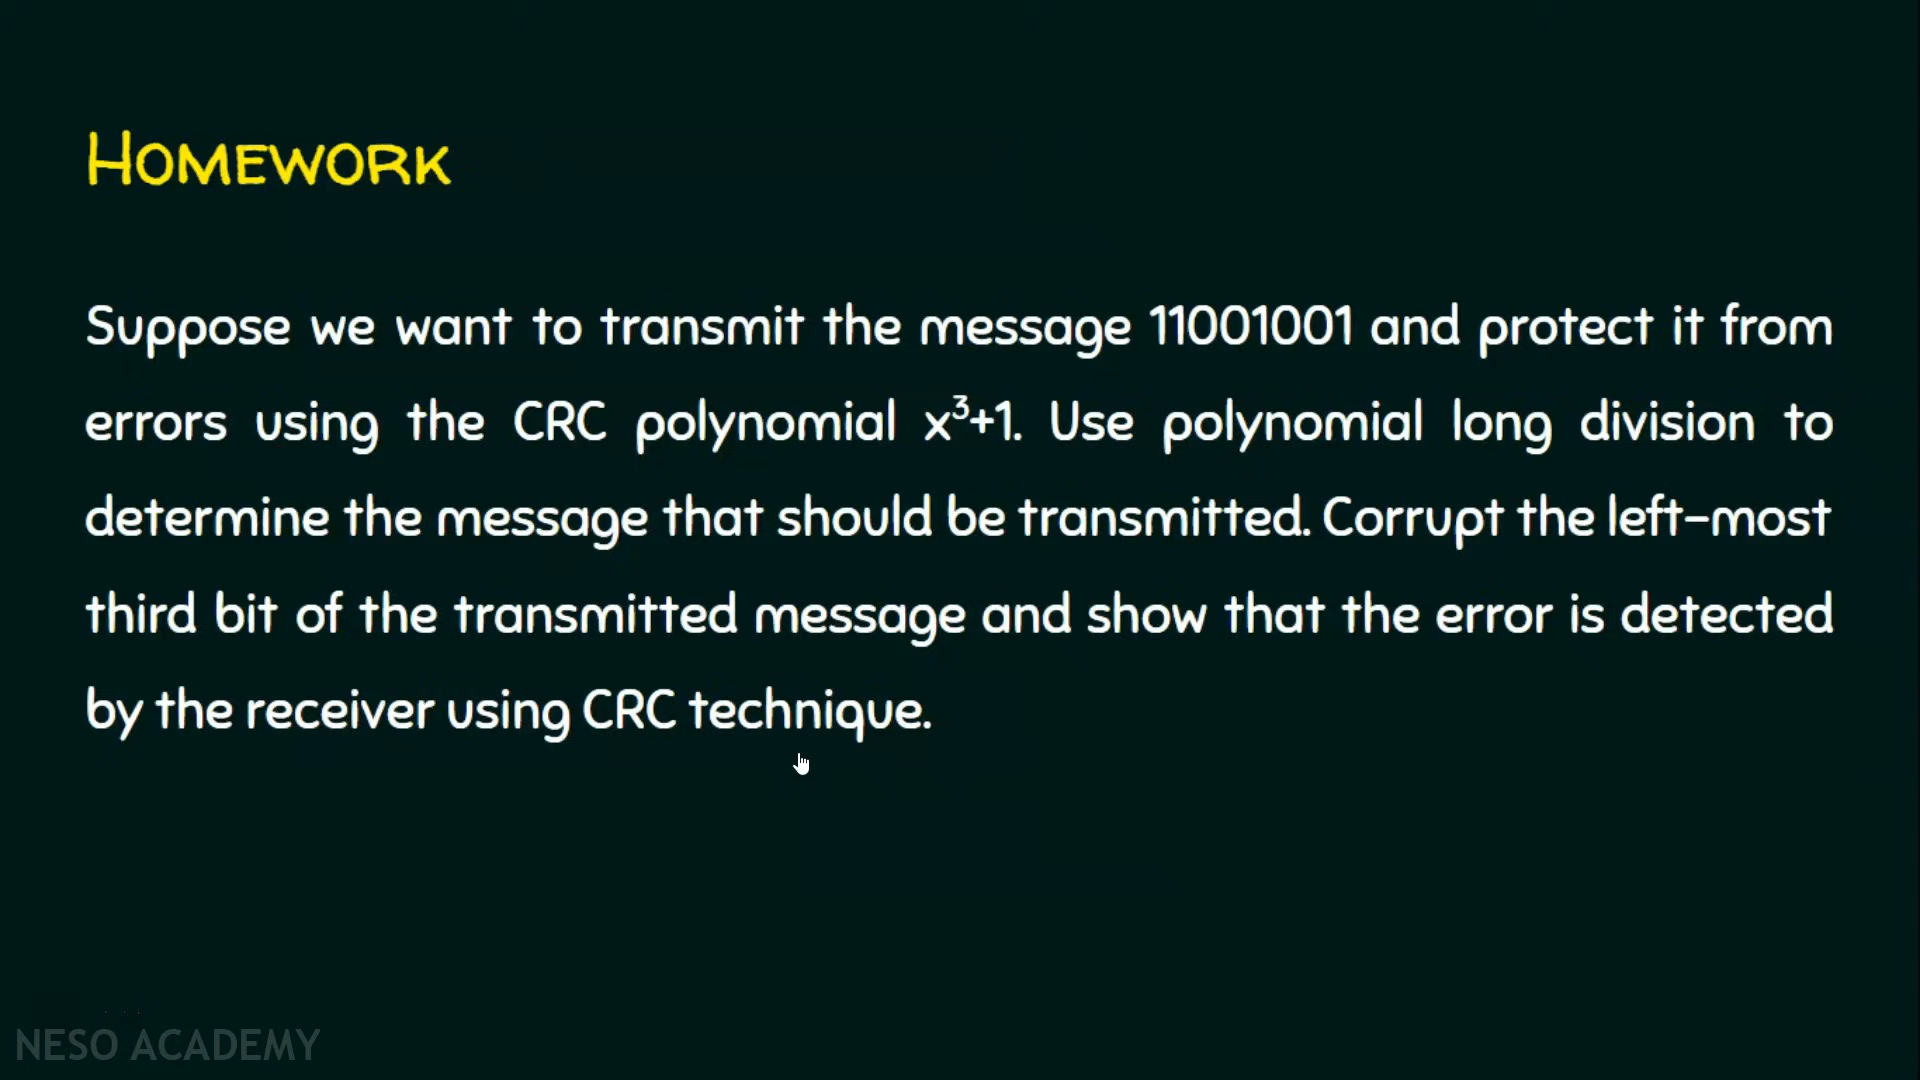 Homework
Suppose we want to transmit the message 11001001 and protect it from
errors using the CRC polynomial x³+1. Use polynomial long division to
determine the message that should be transmitted. Corrupt the left-most
third bit of the transmitted message and show that the error is detected
by the receiver using CRC technique.
NESO ACADEMY